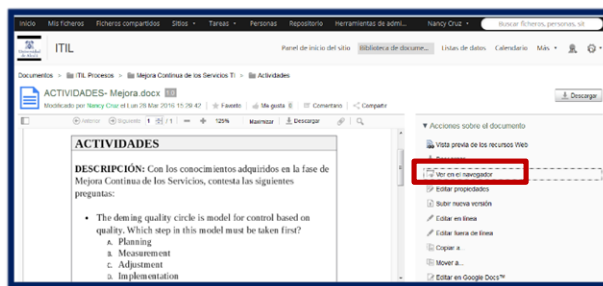 Inicio Mis ficheros Ficheros compartidos Sitios Tareas Personas Repositorio Herramientas de admi... Nancy Cruz Buscar ficheros, personas, sit
ITIL Panel de inicio del sitio Biblioteca de docume... Listas de datos Calendario Más
Documentos > ITIL Procesos > Mejora Continua de los Servicios TI > Actividades
ACTIVIDADES- Mejora.docx
Modificado por Nancy Cruz el Lun 28 Mar 2016 15:28:42 Favorito Me gusta 0 Comentario Compartir
Descargar
Anterior Siguiente 1 / 1 125% Maximizar Descargar
Acciones sobre el documento
Vista previa de los recursos Web
Ver en el navegador
Editar propiedades
Subir nueva versión
Editar en línea
Editar fuera de línea
Copiar a...
Mover a...
Editar en Google Docs™
ACTIVIDADES
DESCRIPCIÓN: Con los conocimientos adquiridos en la fase de
Mejora Continua de los Servicios, contesta las siguientes
preguntas:
• The deming quality circle is model for control based on
quality. Which step in this model must be taken first?
A. Planning
B. Measurement
C. Adjustment
D. Implementation